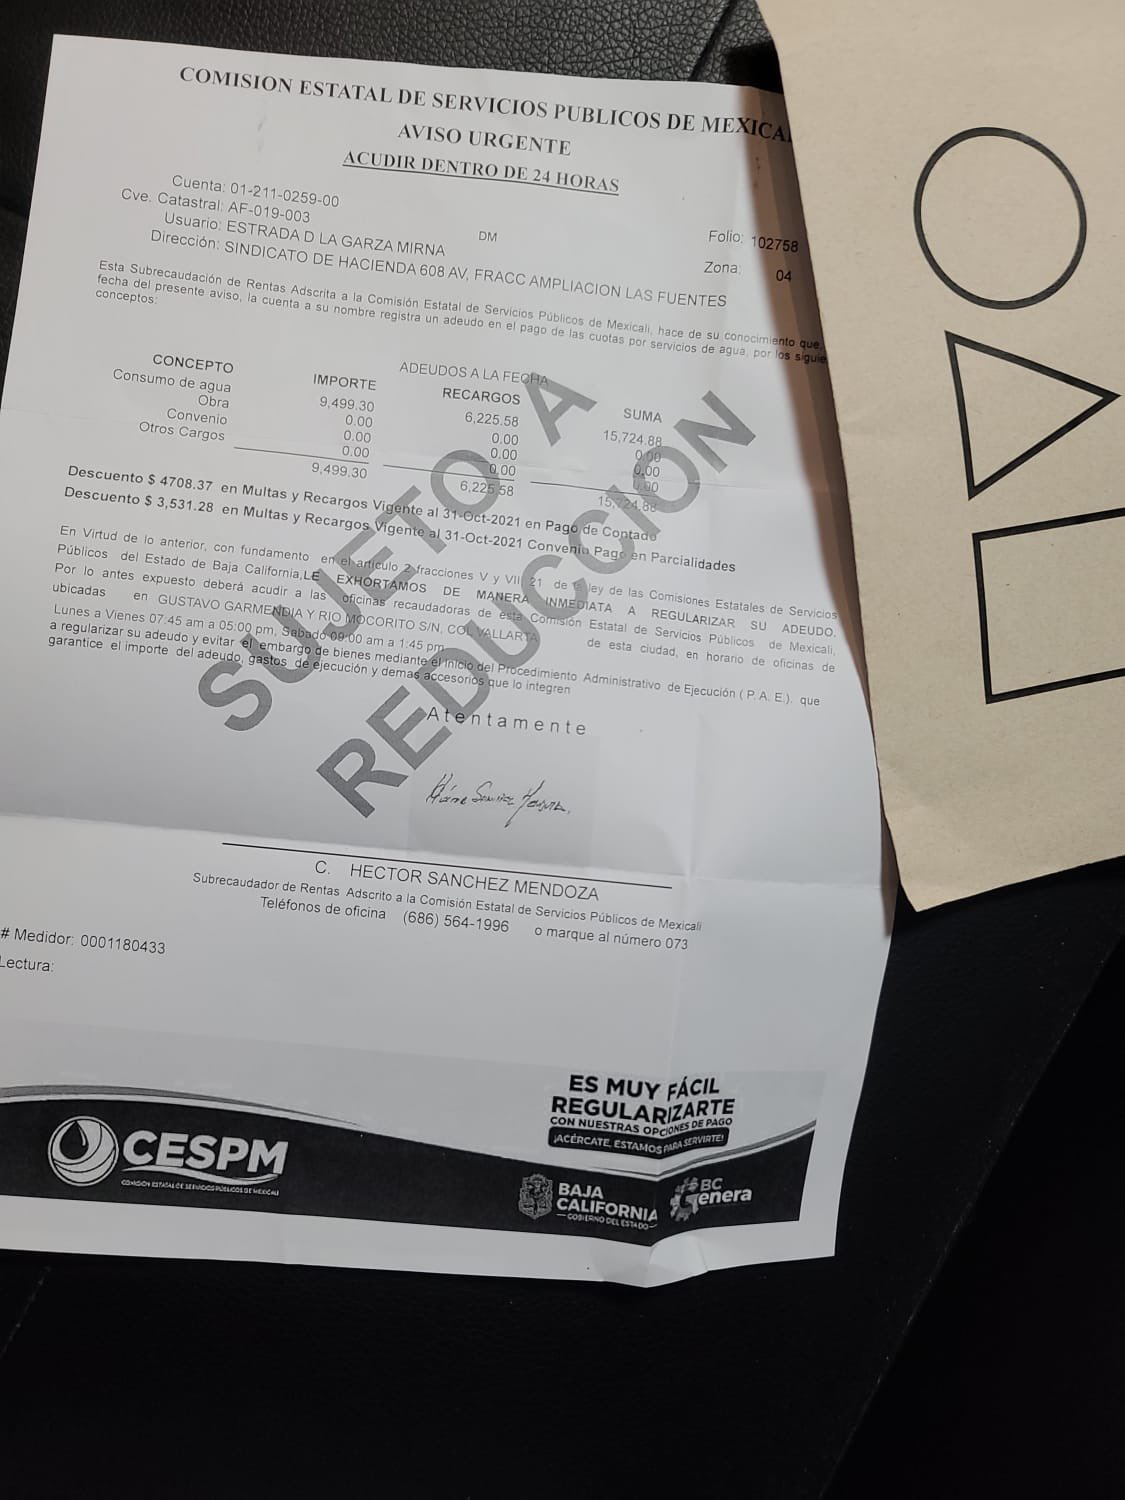 COMISION ESTATAL DE SERVICIOS PUBLICOS DE MEXICA
AVISO URGENTE
ACUDIR DENTRO DE 24 HORAS
Cuenta: 01-211-0259-00
Cve. Catastral: AF-019-003
Usuario: ESTRADA D LA GARZA MIRNA
DM
Folio: 102758
Dirección: SINDICATO DE HACIENDA 608 AV, FRACC AMPLIACION LAS FUENTES
Zona: 04
Esta Subrecaudación de Rentas Adscrita a la Comisión Estatal de Servicios Públicos de Mexicali, hace de su conocimiento que,
fecha del presente aviso, la cuenta a su nombre registra un adeudo en el pago de las cuotas por servicios de agua, por los siguie
conceptos:
ADEUDOS A LA FECHA
CONCEPTO IMPORTE RECARGOS SUMA
Consumo de agua 9,499.30 6,225.58 15,724.88
Obra 0.00 0.00 0.00
Convenio 0.00 0.00 0.00
Otros Cargos 0.00 0.00 0.00
9,499.30 6,225.58 15,724.88
Descuento $ 4708.37 en Multas y Recargos Vigente al 31-Oct-2021 en Pago de Contado
Descuento $ 3,531.28 en Multas y Recargos Vigente al 31-Oct-2021 Convenio Pago en Parcialidades
En Virtud de lo anterior, con fundamento en el artículo 2 fracciones V y VII 21 de la ley de las Comisiones Estatales de Servicios
Públicos del Estado de Baja California,LE EXHORTAMOS DE MANERA INMEDIATA A REGULARIZAR SU ADEUDO.
Por lo antes expuesto deberá acudir a las oficinas recaudadoras de esta Comisión Estatal de Servicios Públicos de Mexicali,
ubicadas en GUSTAVO GARMENDIA Y RIO MOCORITO S/N, COL VALLARTA de esta ciudad, en horario de oficinas de
Lunes a Vienes 07:45 am a 05:00 pm, Sabado 09:00 am a 1:45 pm
a regularizar su adeudo y evitar el embargo de bienes mediante el inicio del Procedimiento Administrativo de Ejecución ( P. A. E.). que
garantice el importe del adeudo, gastos de ejecución y demas accesorios que lo integren
SUJETO A
REDUCCION
Atentamente
C. HECTOR SANCHEZ MENDOZA
Subrecaudador de Rentas Adscrito a la Comisión Estatal de Servicios Públicos de Mexicali
Teléfonos de oficina (686) 564-1996 o marque al número 073
# Medidor: 0001180433
Lectura:
ES MUY FÁCIL
REGULARIZARTE
CON NUESTRAS OPCIONES DE PAGO
¡ACÉRCATE, ESTAMOS PARA SERVIRTE!
CESPM
COMISIÓN ESTATAL DE SERVICIOS PÚBLICOS DE MEXICALI
BAJA
CALIFORNIA
GOBIERNO DEL ESTADO
BC
Genera